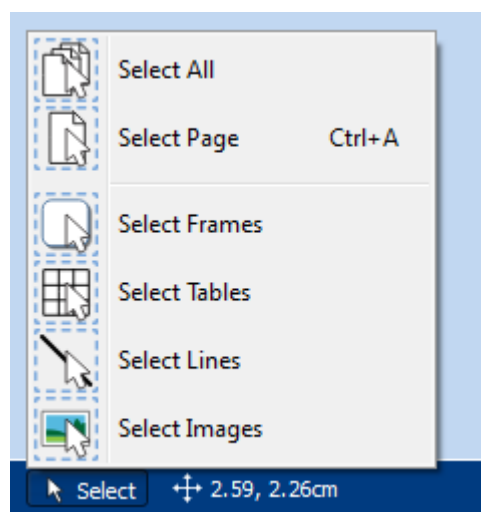 Select All
Select Page Ctrl+A
Select Frames
Select Tables
Select Lines
Select Images
Select 2.59, 2.26cm